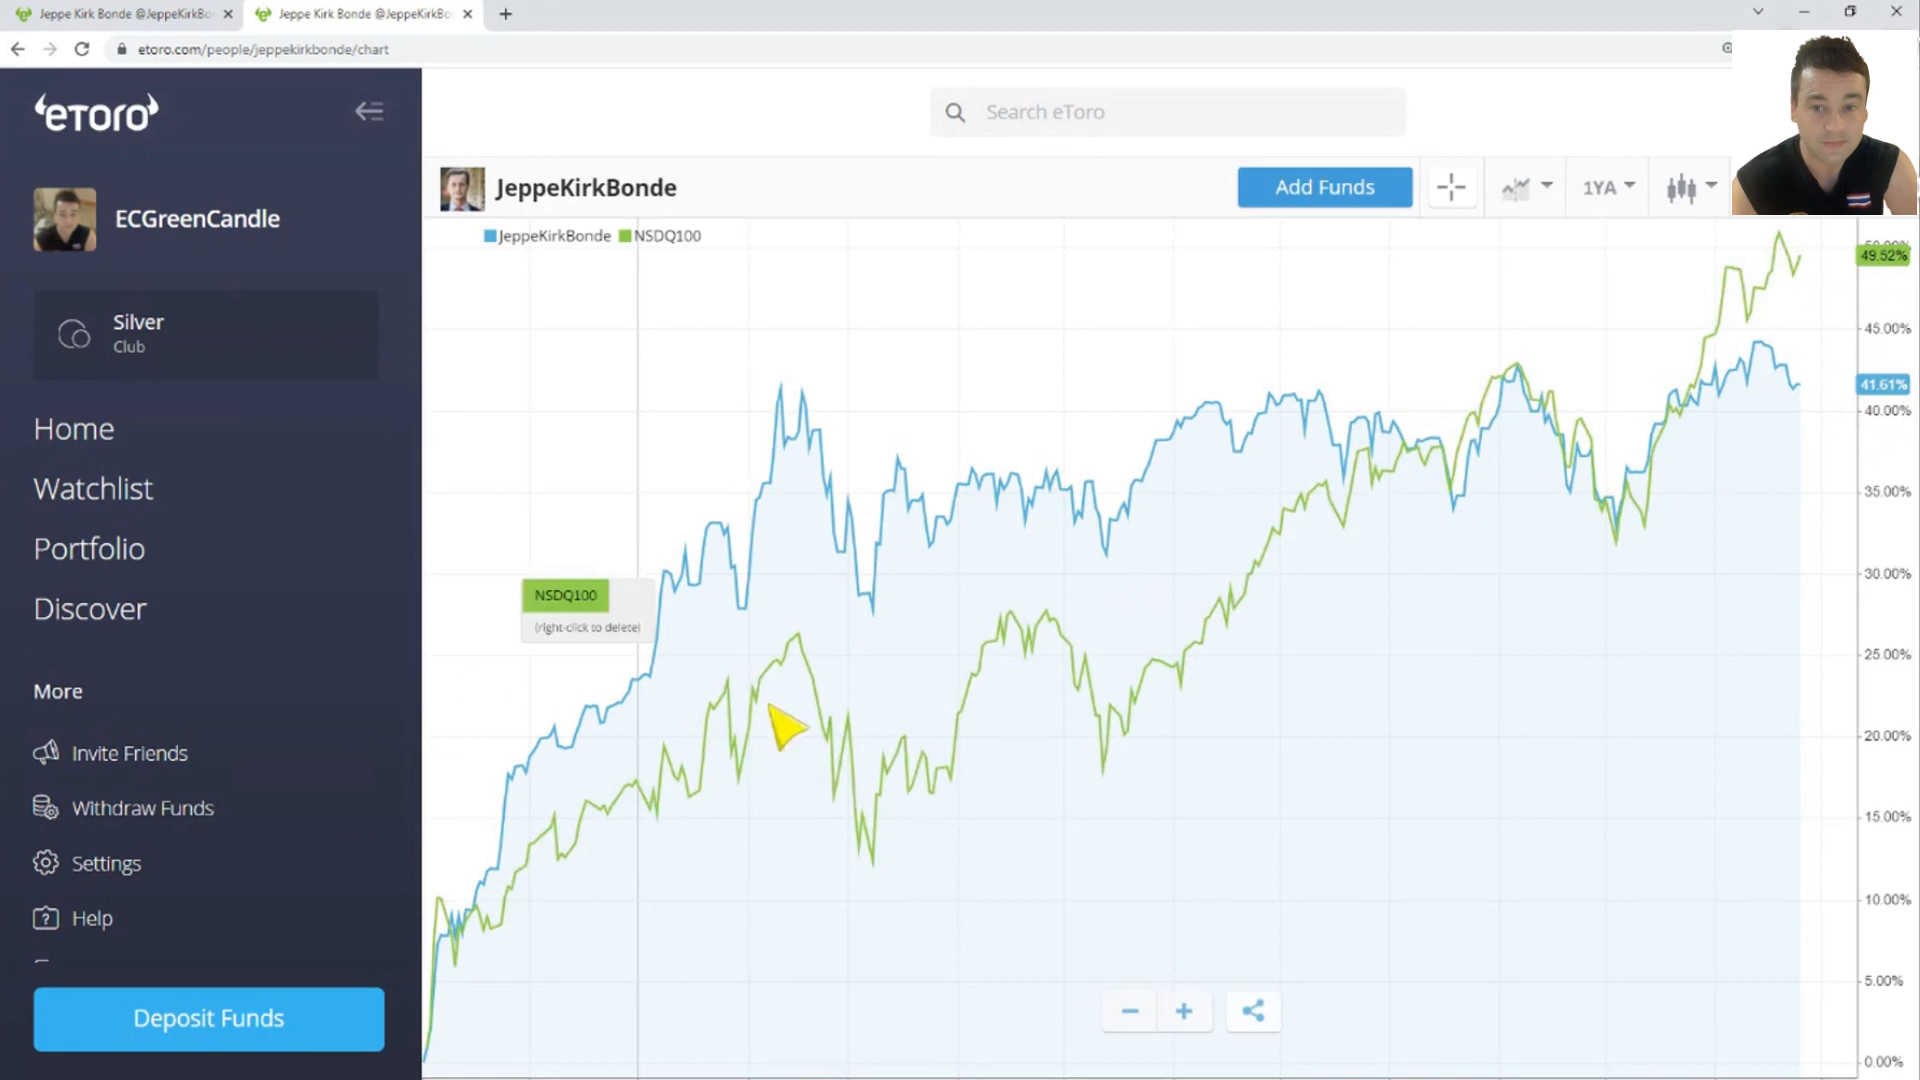 Jeppe Kirk Bonde @JeppeKirkBo
Jeppe Kirk Bonde @JeppeKirkBo
etoro.com/people/jeppekirkbonde/chart
eToro
Search eToro
ECGreenCandle
JeppeKirkBonde
Add Funds
1YA
JeppeKirkBonde NSDQ100
Silver
Club
Home
Watchlist
Portfolio
Discover
More
Invite Friends
Withdraw Funds
Settings
Help
Deposit Funds
NSDQ100
(right-click to delete)
50.00%
49.52%
45.00%
41.61%
40.00%
35.00%
30.00%
25.00%
20.00%
15.00%
10.00%
5.00%
0.00%